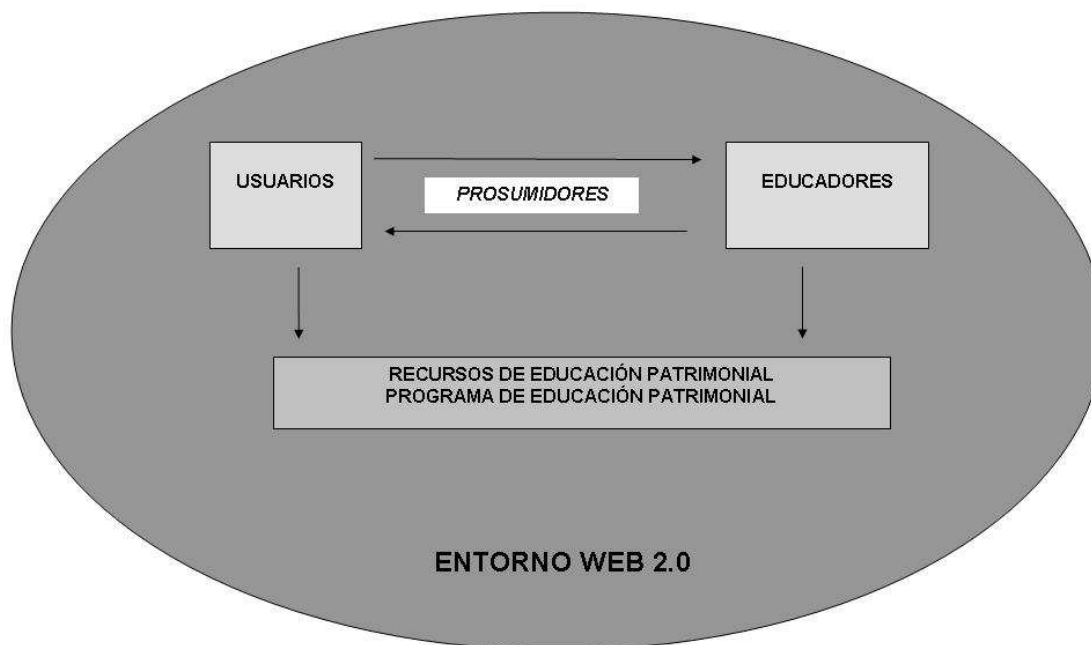 USUARIOS
PROSUMIDORES
EDUCADORES
RECURSOS DE EDUCACIÓN PATRIMONIAL
PROGRAMA DE EDUCACIÓN PATRIMONIAL
ENTORNO WEB 2.0